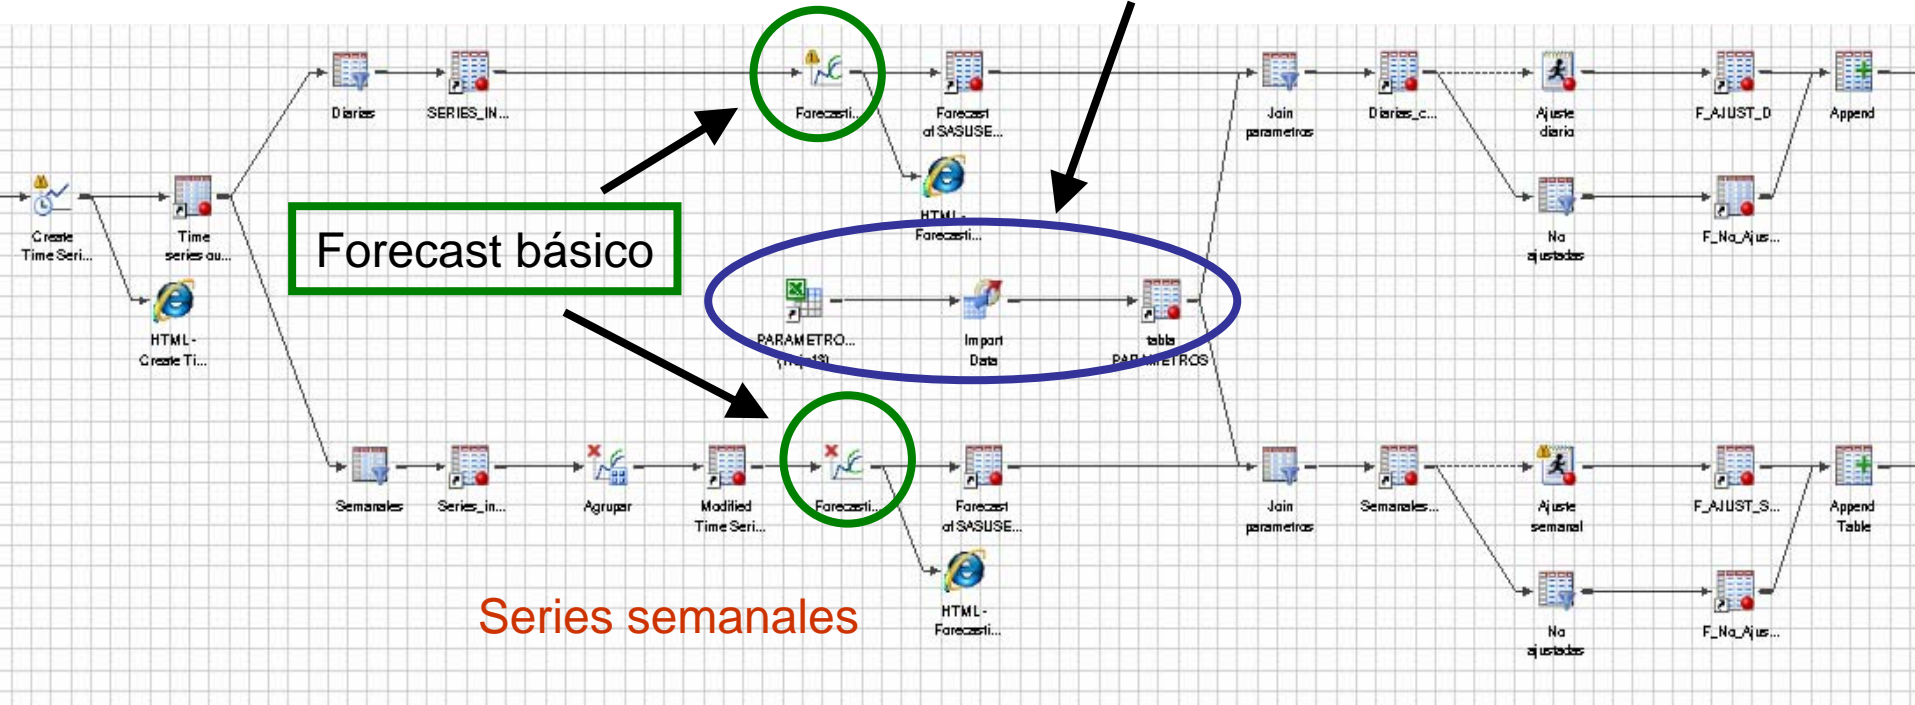 Diarias
SERIES_IN...
Forecasti...
Forecast
of SASUSE...
Join
parametros
Diarias_c...
Ajuste
diario
F_AJUST_D
Append
Create
Time Seri...
Time
series ou...
HTML-
Forecasti...
No
ajustadas
F_No_Ajus...
Forecast básico
HTML-
Create Ti...
PARAMETRO...
Import
Data
tabla
PARAMETROS
Semanales
Series_in...
Agrupar
Modified
Time Seri...
Forecasti...
Forecast
of SASUSE...
Join
parametros
Semanales...
Ajuste
semanal
F_AJUST_S...
Append
Table
Series semanales
HTML-
Forecasti...
No
ajustadas
F_No_Ajus...